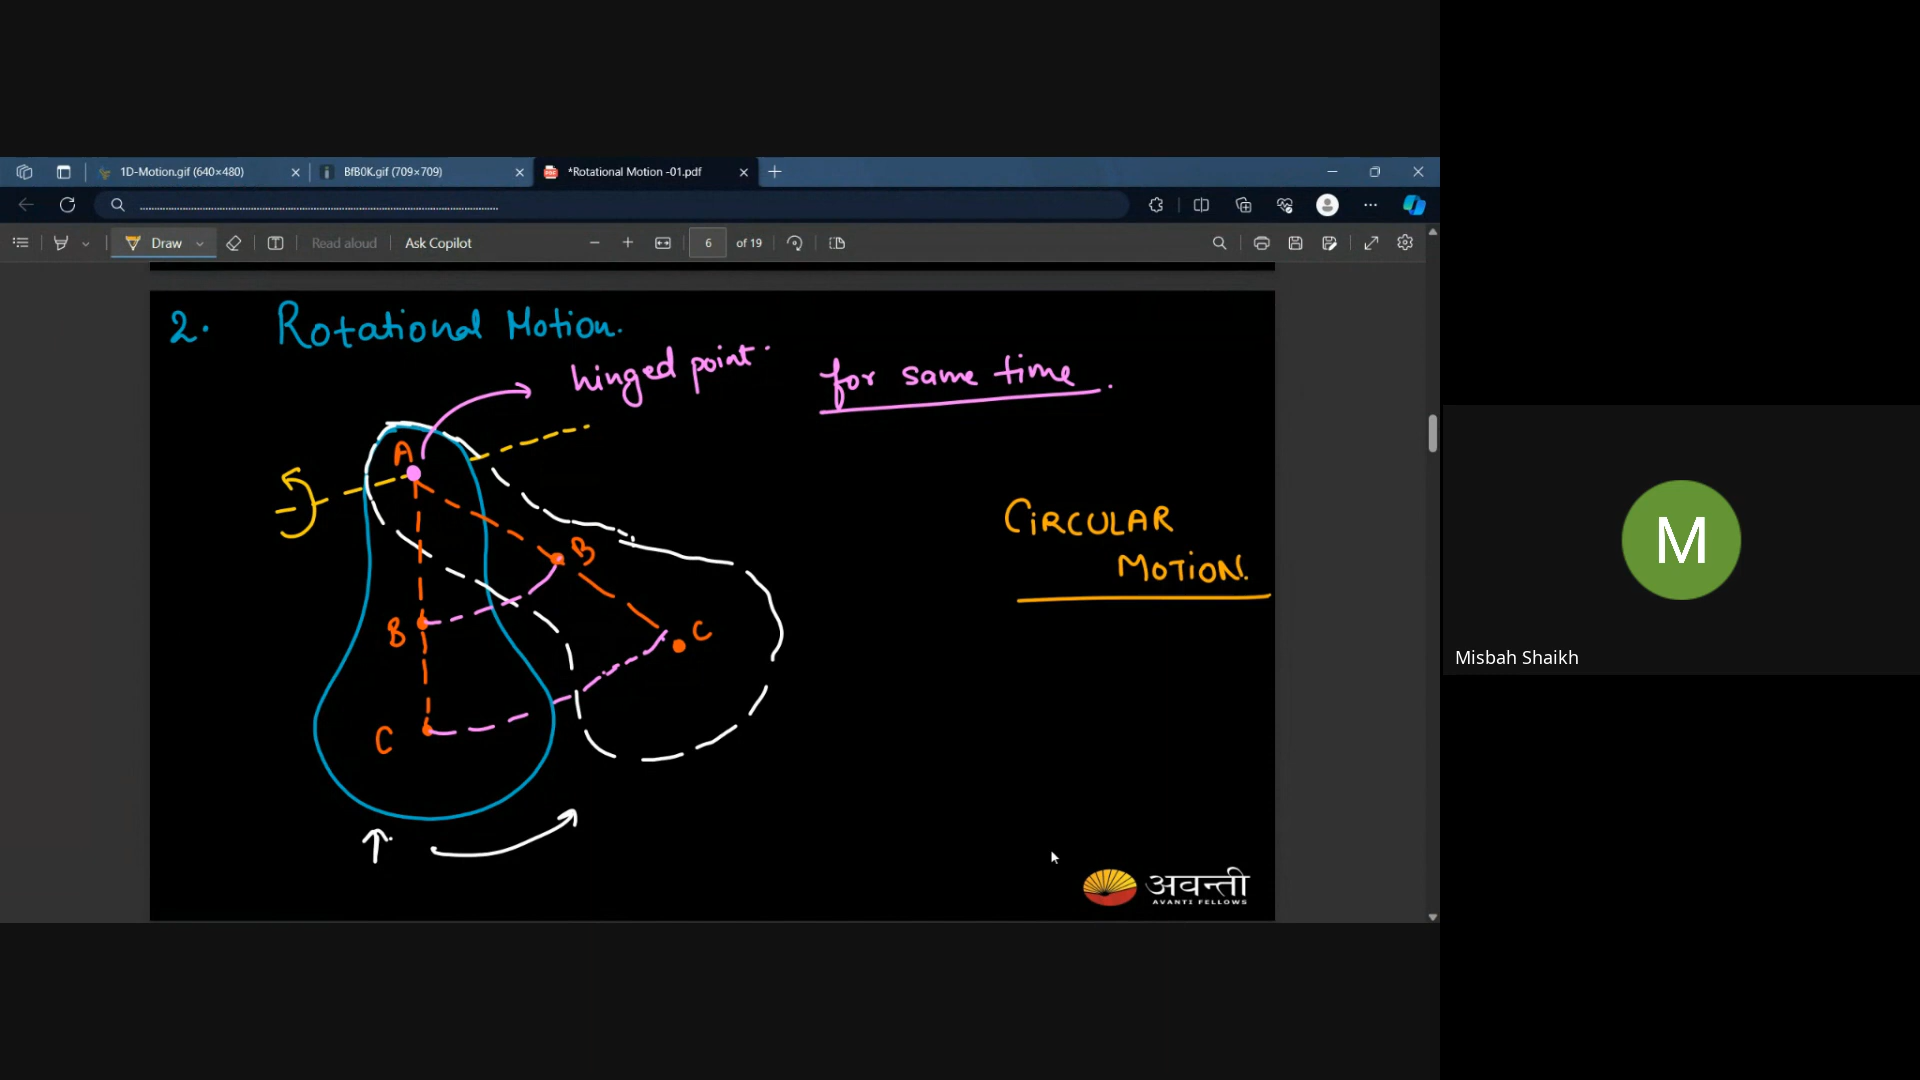 1D-Motion.gif (640×480)
BfB0K.gif (709×709)
*Rotational Motion -01.pdf
Draw
Read aloud
Ask Copilot
6 of 19
2. Rotational Motion.
hinged point.
for same time.
A
CIRCULAR
MOTION.
B
B
C
C
M
Misbah Shaikh
अवन्ती
AVANTI FELLOWS